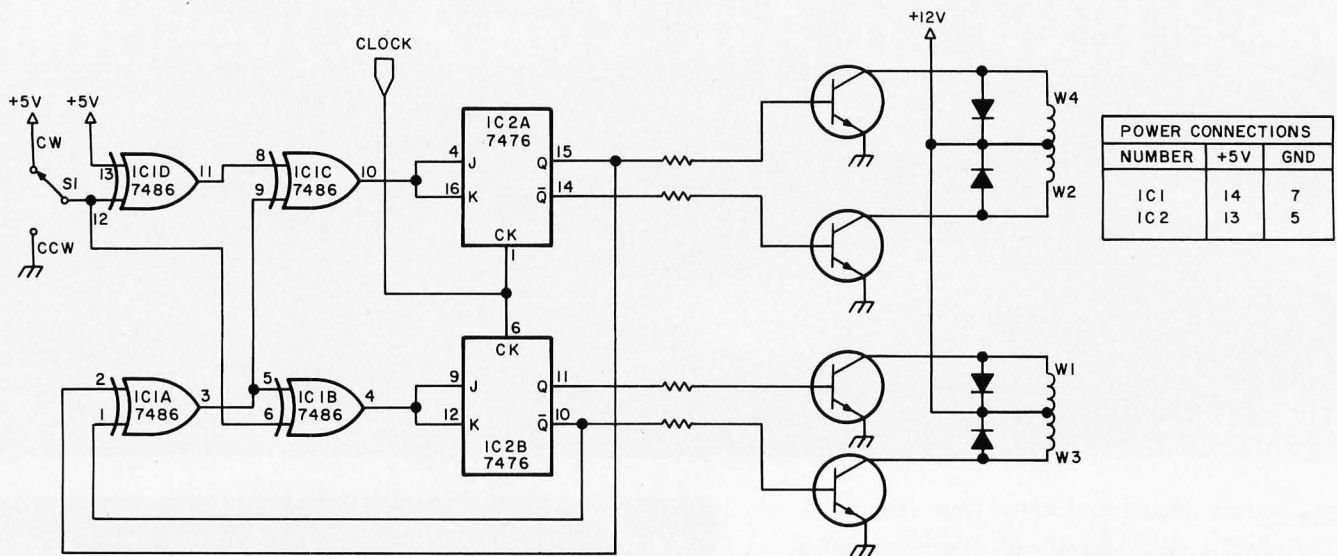 +12V
CLOCK
+5V
+5V
CW
S1
CCW
13
12
IC1D
7486
11
8
9
IC1C
7486
10
4
16
J
K
IC2A
7476
Q
Q̅
15
14
CK
1
W4
W2
POWER CONNECTIONS
NUMBER +5V GND
IC1 14 7
IC2 13 5
2
1
IC1A
7486
3
5
6
IC1B
7486
4
6
CK
9
12
J
K
Q
Q̅
11
10
IC2B
7476
W1
W3